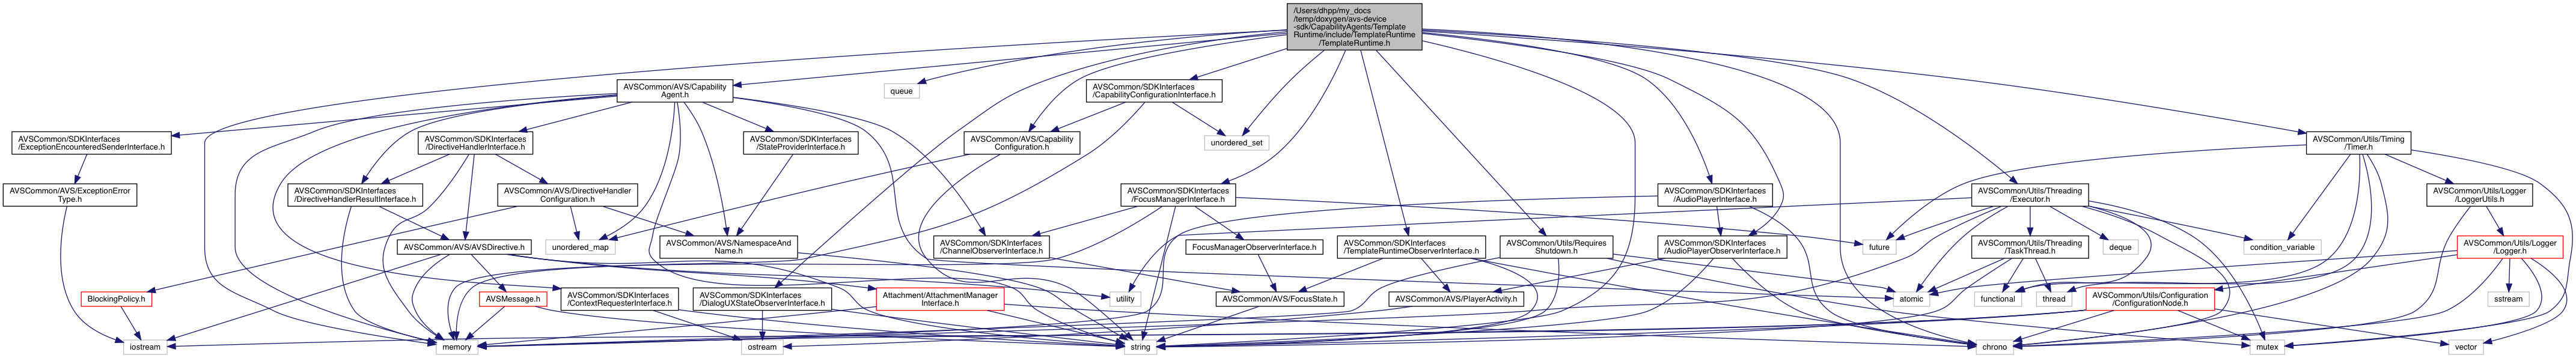 /Users/dhpp/my_docs
/temp/doxygen/avs-device
-sdk/CapabilityAgents/Template
Runtime/include/TemplateRuntime
/TemplateRuntime.h
AVSCommon/AVS/Capability
Agent.h
queue
AVSCommon/SDKInterfaces
/CapabilityConfigurationInterface.h
AVSCommon/SDKInterfaces
/ExceptionEncounteredSenderInterface.h
AVSCommon/SDKInterfaces
/DirectiveHandlerInterface.h
AVSCommon/SDKInterfaces
/StateProviderInterface.h
AVSCommon/AVS/Capability
Configuration.h
unordered_set
AVSCommon/Utils/Timing
/Timer.h
AVSCommon/AVS/ExceptionError
Type.h
AVSCommon/SDKInterfaces
/DirectiveHandlerResultInterface.h
AVSCommon/AVS/DirectiveHandler
Configuration.h
AVSCommon/SDKInterfaces
/FocusManagerInterface.h
AVSCommon/SDKInterfaces
/AudioPlayerInterface.h
AVSCommon/Utils/Threading
/Executor.h
AVSCommon/Utils/Logger
/LoggerUtils.h
AVSCommon/AVS/AVSDirective.h
unordered_map
AVSCommon/AVS/NamespaceAnd
Name.h
AVSCommon/SDKInterfaces
/ChannelObserverInterface.h
FocusManagerObserverInterface.h
AVSCommon/SDKInterfaces
/TemplateRuntimeObserverInterface.h
AVSCommon/Utils/Requires
Shutdown.h
AVSCommon/SDKInterfaces
/AudioPlayerObserverInterface.h
future
AVSCommon/Utils/Threading
/TaskThread.h
deque
condition_variable
AVSCommon/Utils/Logger
/Logger.h
BlockingPolicy.h
AVSMessage.h
AVSCommon/SDKInterfaces
/ContextRequesterInterface.h
AVSCommon/SDKInterfaces
/DialogUXStateObserverInterface.h
Attachment/AttachmentManager
Interface.h
utility
AVSCommon/AVS/FocusState.h
AVSCommon/AVS/PlayerActivity.h
atomic
functional
thread
AVSCommon/Utils/Configuration
/ConfigurationNode.h
sstream
iostream
memory
ostream
string
chrono
mutex
vector